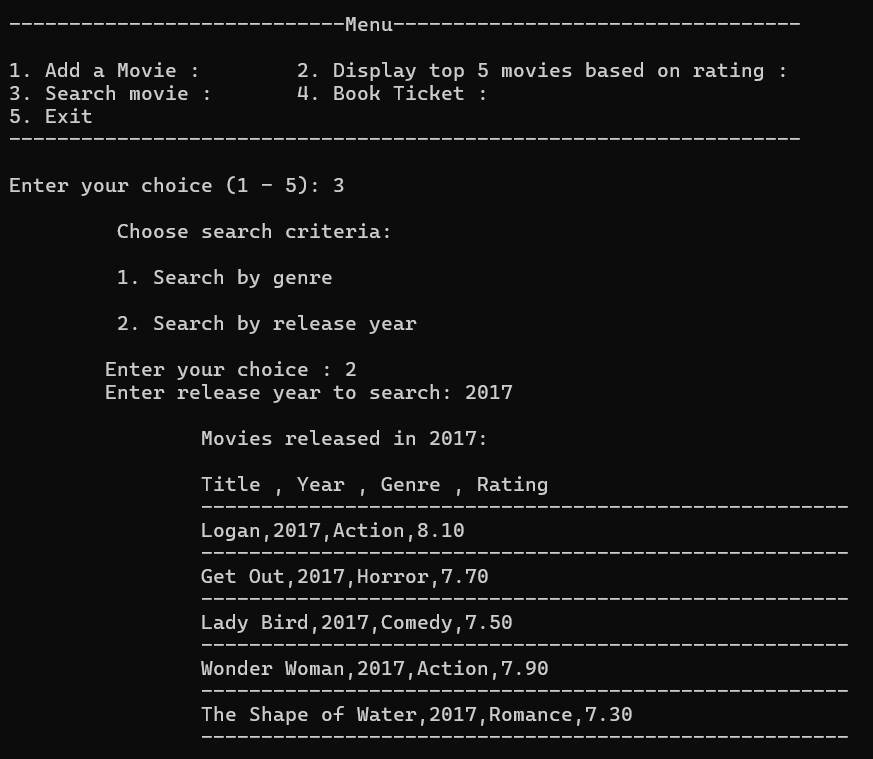 ----------------------------Menu----------------------------------
1. Add a Movie :        2. Display top 5 movies based on rating :
3. Search movie :       4. Book Ticket :
5. Exit
------------------------------------------------------------------
Enter your choice (1 - 5): 3
Choose search criteria:
1. Search by genre
2. Search by release year
Enter your choice : 2
Enter release year to search: 2017
Movies released in 2017:
Title , Year , Genre , Rating
------------------------------------------------------
Logan,2017,Action,8.10
------------------------------------------------------
Get Out,2017,Horror,7.70
------------------------------------------------------
Lady Bird,2017,Comedy,7.50
------------------------------------------------------
Wonder Woman,2017,Action,7.90
------------------------------------------------------
The Shape of Water,2017,Romance,7.30
------------------------------------------------------